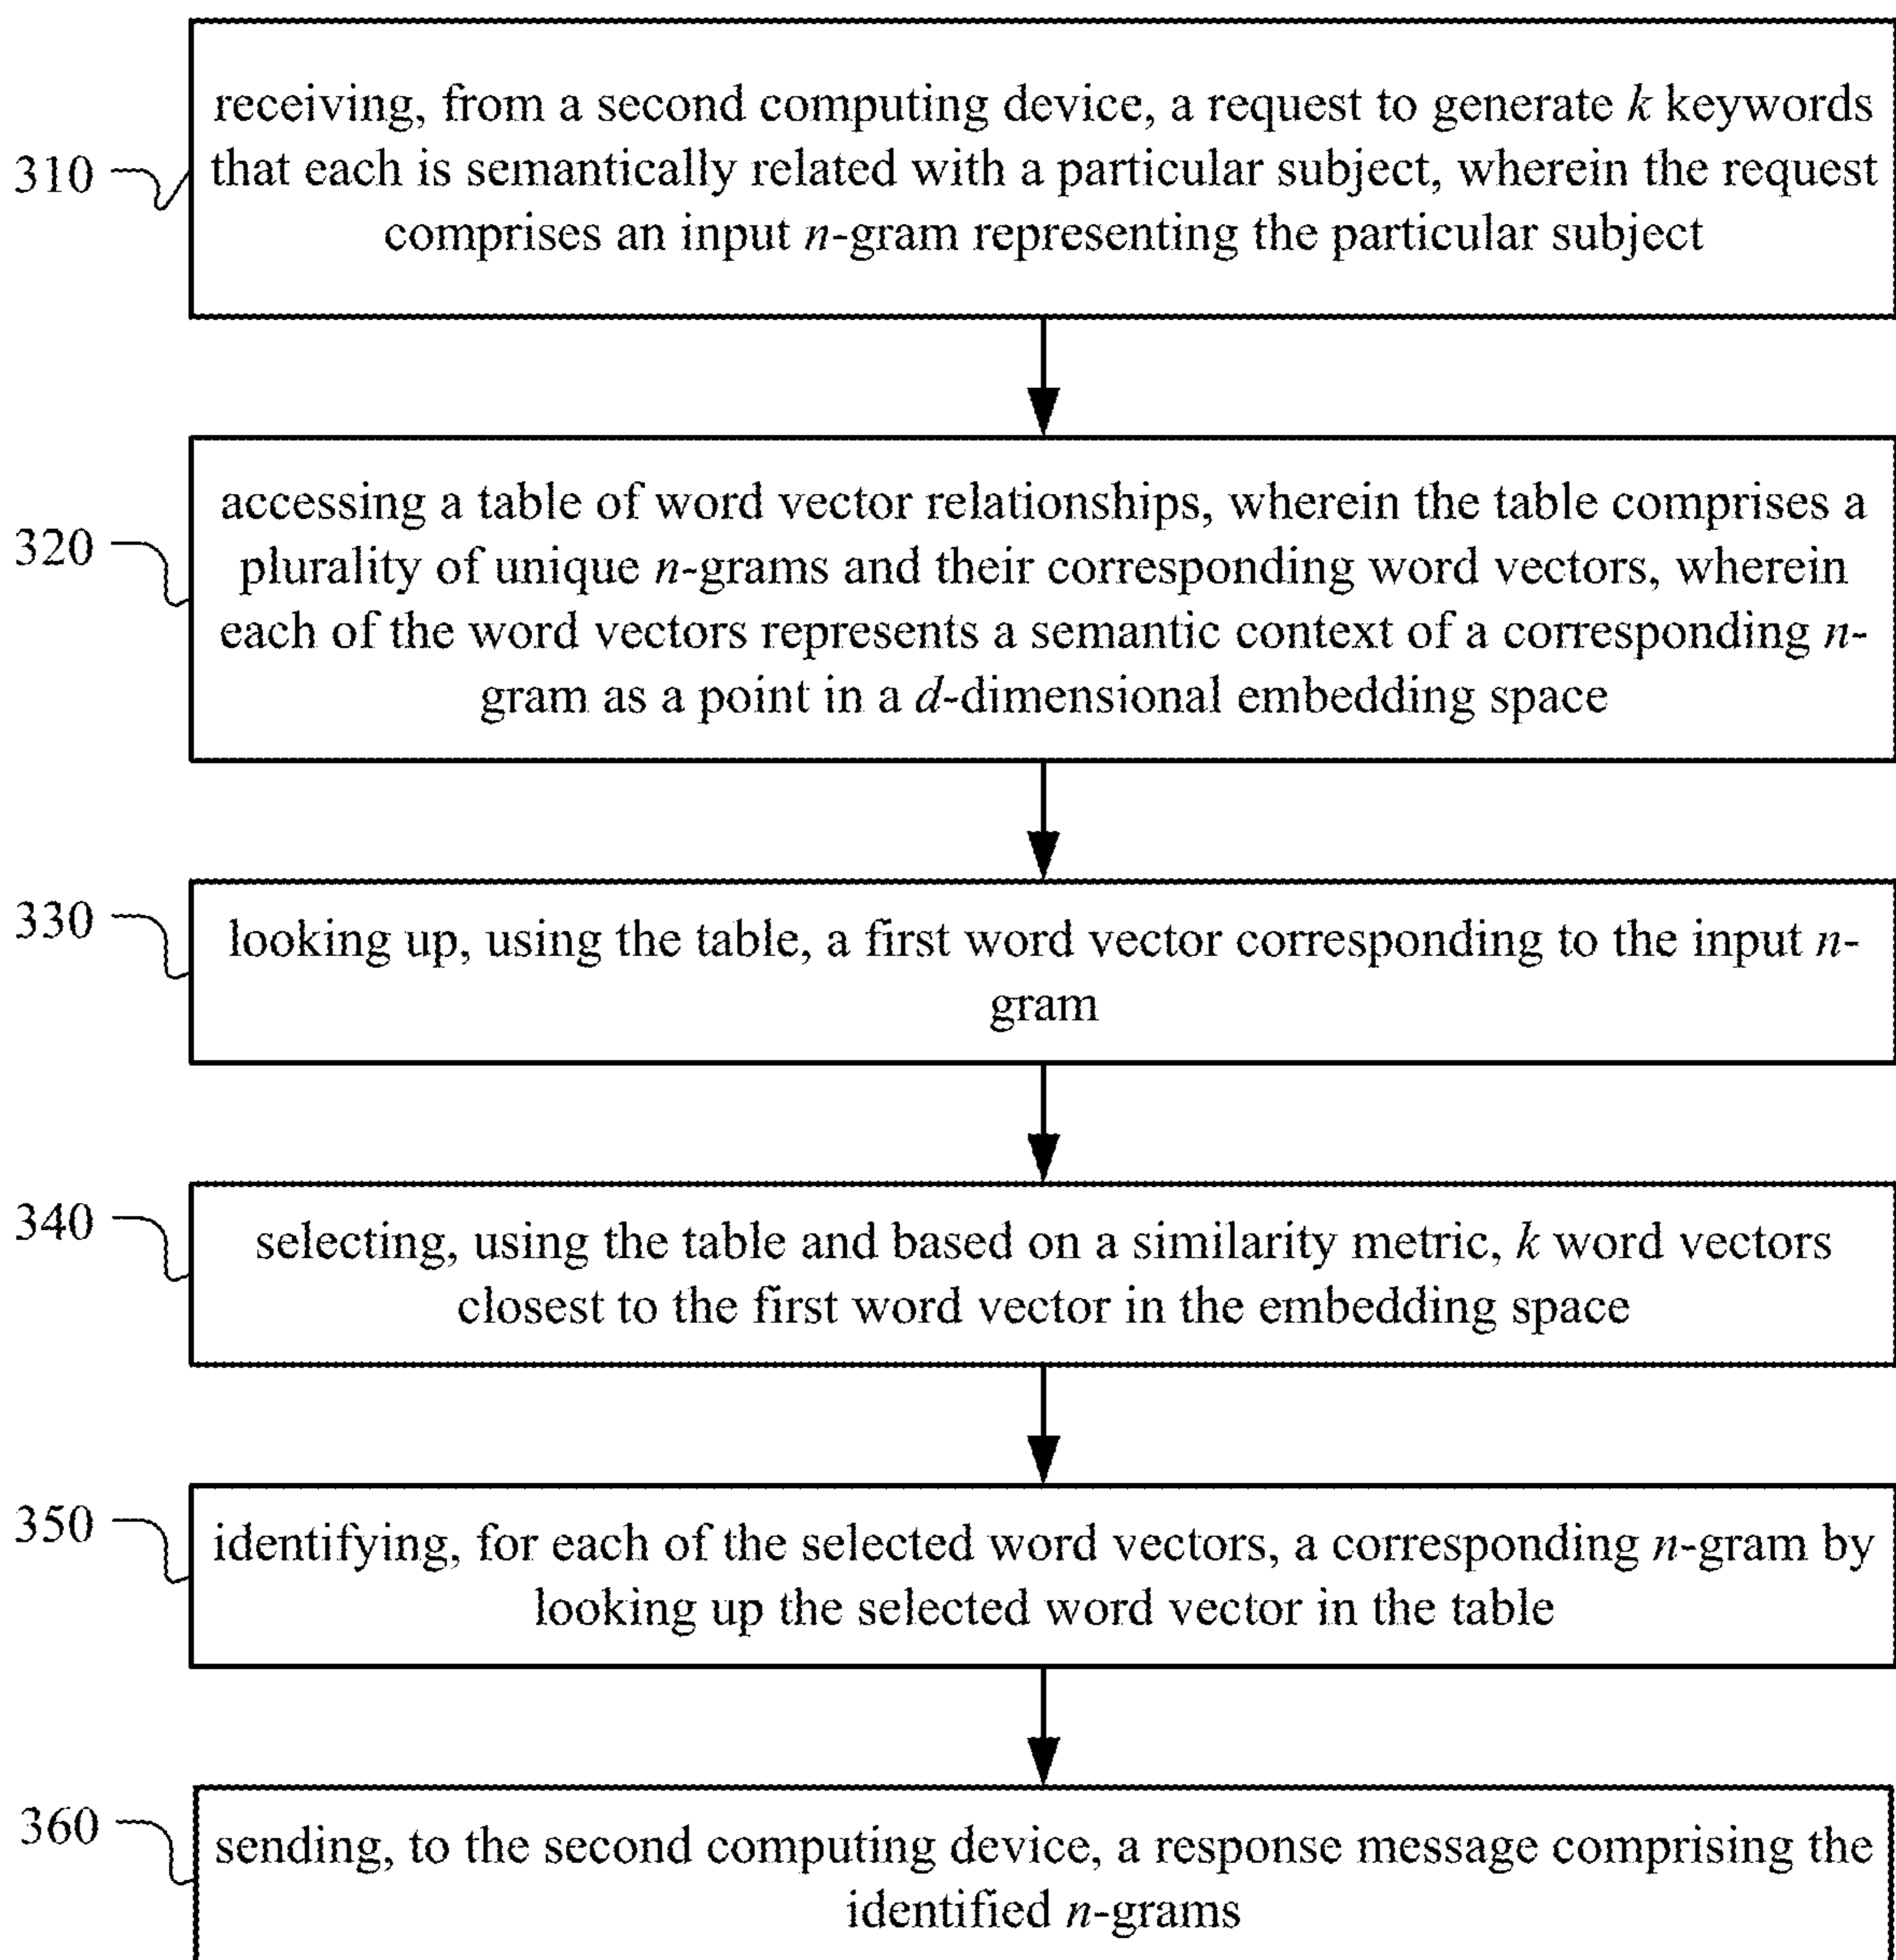 310
receiving, from a second computing device, a request to generate k keywords
that each is semantically related with a particular subject, wherein the request
comprises an input n-gram representing the particular subject
320
accessing a table of word vector relationships, wherein the table comprises a
plurality of unique n-grams and their corresponding word vectors, wherein
each of the word vectors represents a semantic context of a corresponding n-
gram as a point in a d-dimensional embedding space
330
looking up, using the table, a first word vector corresponding to the input n-
gram
340
selecting, using the table and based on a similarity metric, k word vectors
closest to the first word vector in the embedding space
350
identifying, for each of the selected word vectors, a corresponding n-gram by
looking up the selected word vector in the table
360
sending, to the second computing device, a response message comprising the
identified n-grams